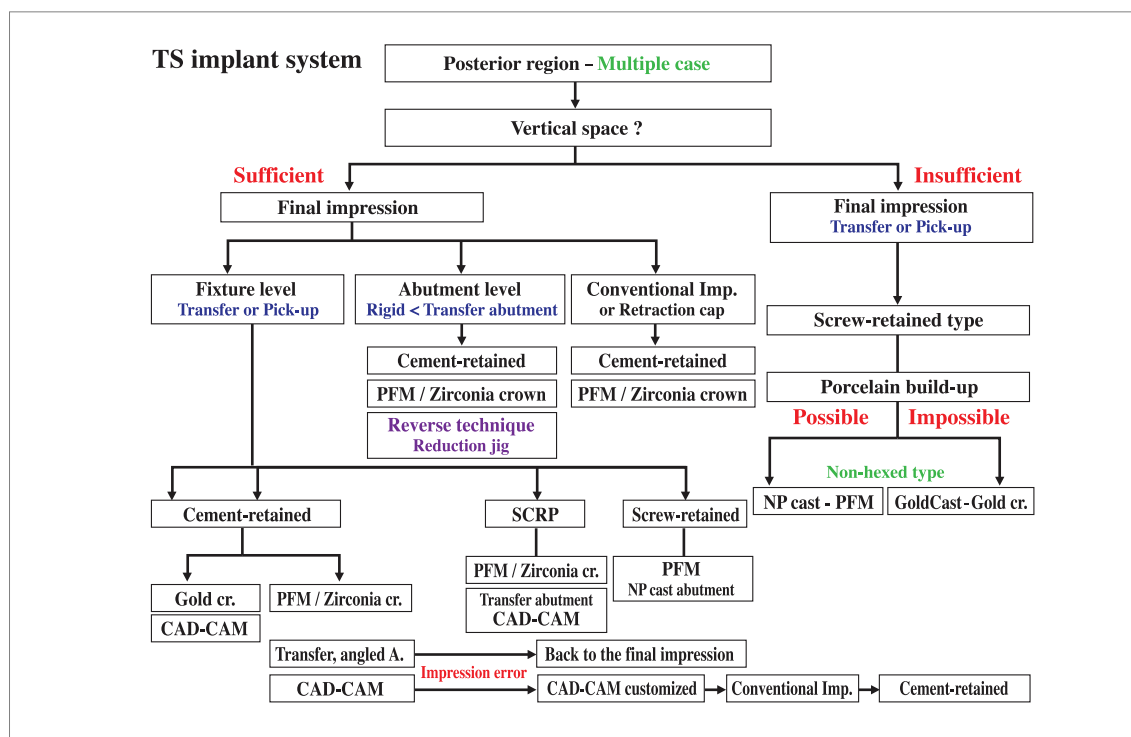 TS implant system
Posterior region – Multiple case
Vertical space ?
Sufficient
Insufficient
Final impression
Final impression
Transfer or Pick-up
Fixture level
Transfer or Pick-up
Abutment level
Rigid < Transfer abutment
Conventional Imp.
or Retraction cap
Screw-retained type
Cement-retained
Cement-retained
PFM / Zirconia crown
PFM / Zirconia crown
Porcelain build-up
Reverse technique
Reduction jig
Possible
Impossible
Non-hexed type
NP cast - PFM
GoldCast - Gold cr.
Cement-retained
SCRP
Screw-retained
Gold cr.
CAD-CAM
PFM / Zirconia cr.
PFM / Zirconia cr.
Transfer abutment
CAD-CAM
PFM
NP cast abutment
Transfer, angled A.
Back to the final impression
Impression error
CAD-CAM
CAD-CAM customized
Conventional Imp.
Cement-retained